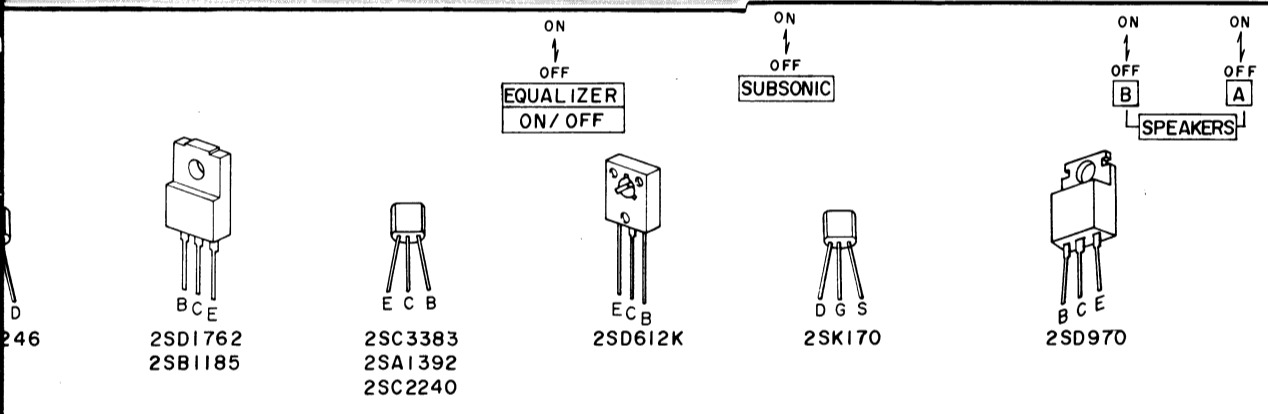 ON
OFF
EQUALIZER
ON/OFF
ON
OFF
SUBSONIC
ON
OFF
B
ON
OFF
A
SPEAKERS
D
246
B C E
2SD1762
2SB1185
E C B
2SC3383
2SA1392
2SC2240
E C B
2SD612K
D G S
2SK170
B C E
2SD970